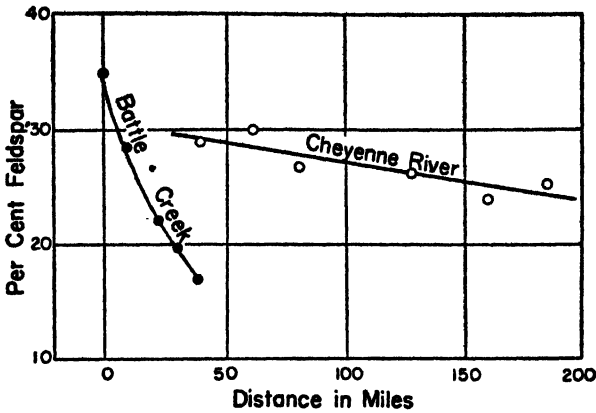 40
30
20
10
Per Cent Feldspar
Battle Creek
Cheyenne River
0 50 100 150 200
Distance in Miles